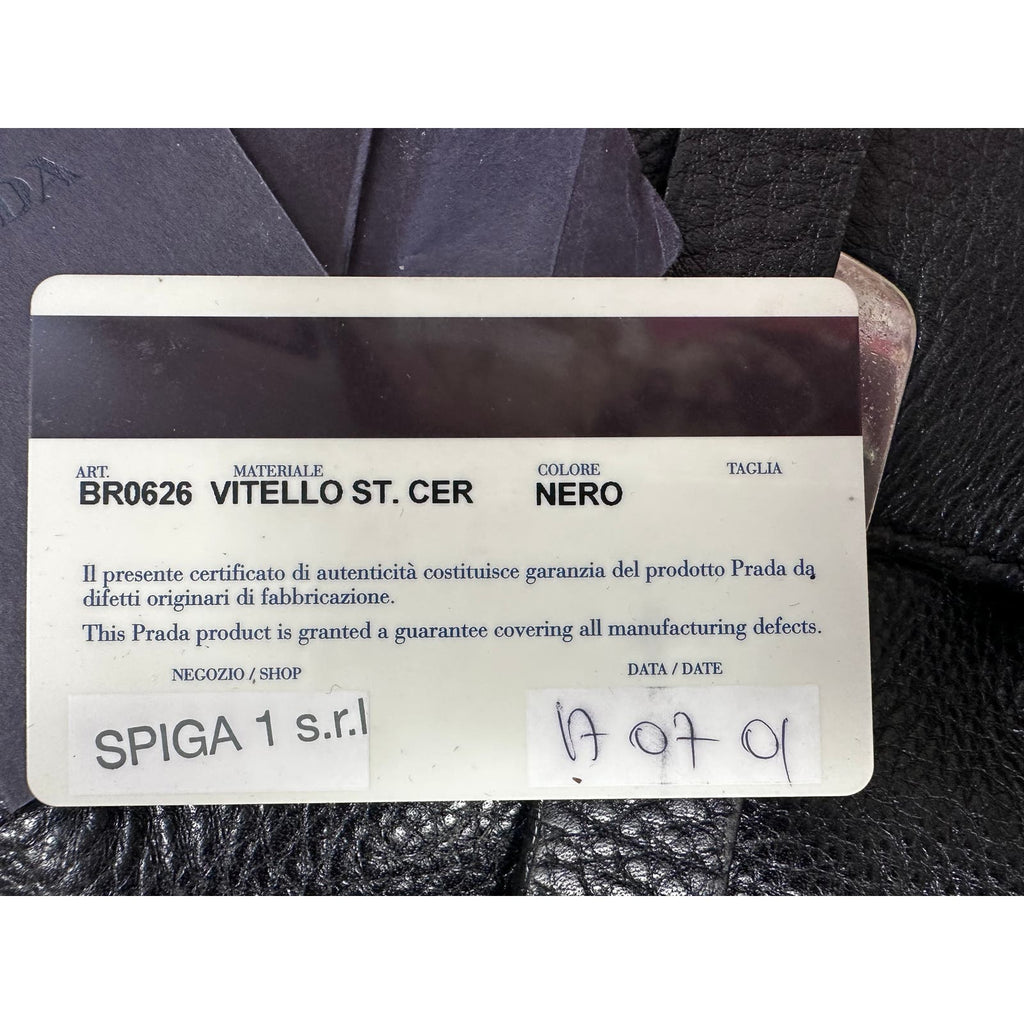 DA
ART. MATERIALE COLORE TAGLIA
BR0626 VITELLO ST. CER NERO
Il presente certificato di autenticità costituisce garanzia del prodotto Prada da
difetti originari di fabbricazione.
This Prada product is granted a guarantee covering all manufacturing defects.
NEGOZIO / SHOP DATA / DATE
SPIGA 1 s.r.l 17 07 01